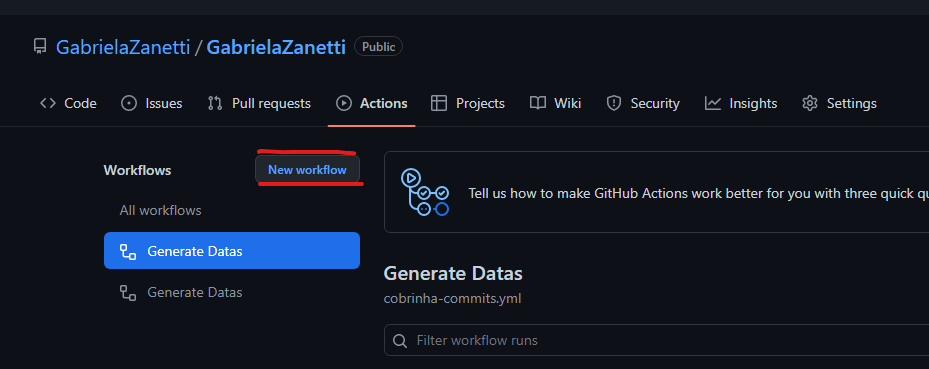 GabrielaZanetti / GabrielaZanetti Public
Code Issues Pull requests Actions Projects Wiki Security Insights Settings
Workflows New workflow
All workflows
Generate Datas
Generate Datas
Tell us how to make GitHub Actions work better for you with three quick
Generate Datas
cobrinha-commits.yml
Filter workflow runs